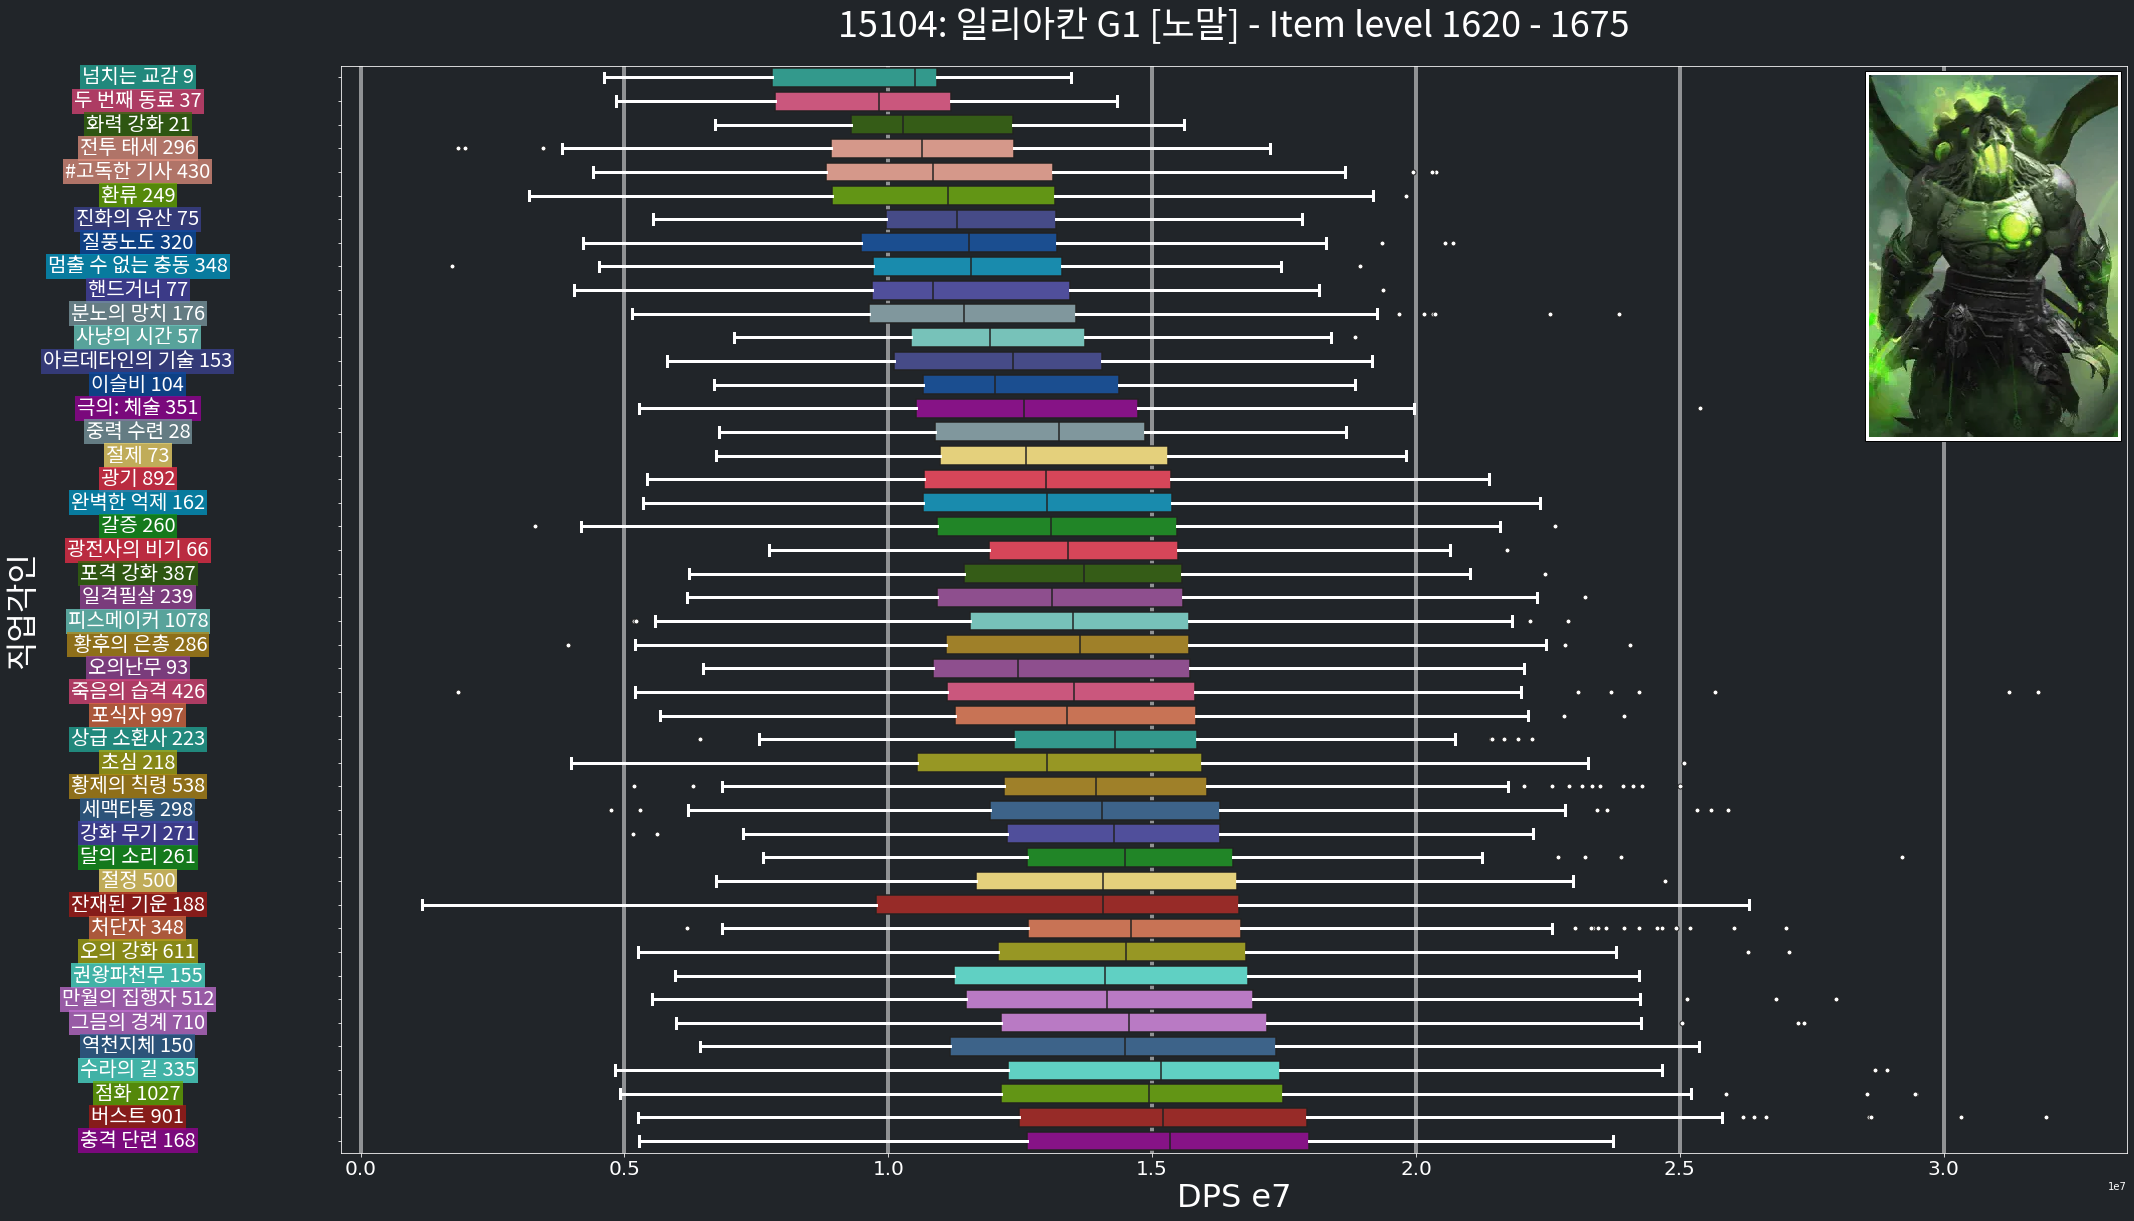 15104: 일리아칸 G1 [노말] - Item level 1620 - 1675
넘치는 교감 9
두 번째 동료 37
화력 강화 21
전투 태세 296
#고독한 기사 430
환류 249
진화의 유산 75
질풍노도 320
멈출 수 없는 충동 348
핸드거너 77
분노의 망치 176
사냥의 시간 57
아르데타인의 기술 153
이슬비 104
극의: 체술 351
중력 수련 28
절제 73
광기 892
완벽한 억제 162
갈증 260
광전사의 비기 66
포격 강화 387
일격필살 239
피스메이커 1078
황후의 은총 286
오의난무 93
죽음의 습격 426
포식자 997
상급 소환사 223
초심 218
황제의 칙령 538
세맥타통 298
강화 무기 271
달의 소리 261
절정 500
잔재된 기운 188
처단자 348
오의 강화 611
권왕파천무 155
만월의 집행자 512
그믐의 경계 710
역천지체 150
수라의 길 335
점화 1027
버스트 901
충격 단련 168
직업각인
0.0 0.5 1.0 1.5 2.0 2.5 3.0
DPS e7
1e7